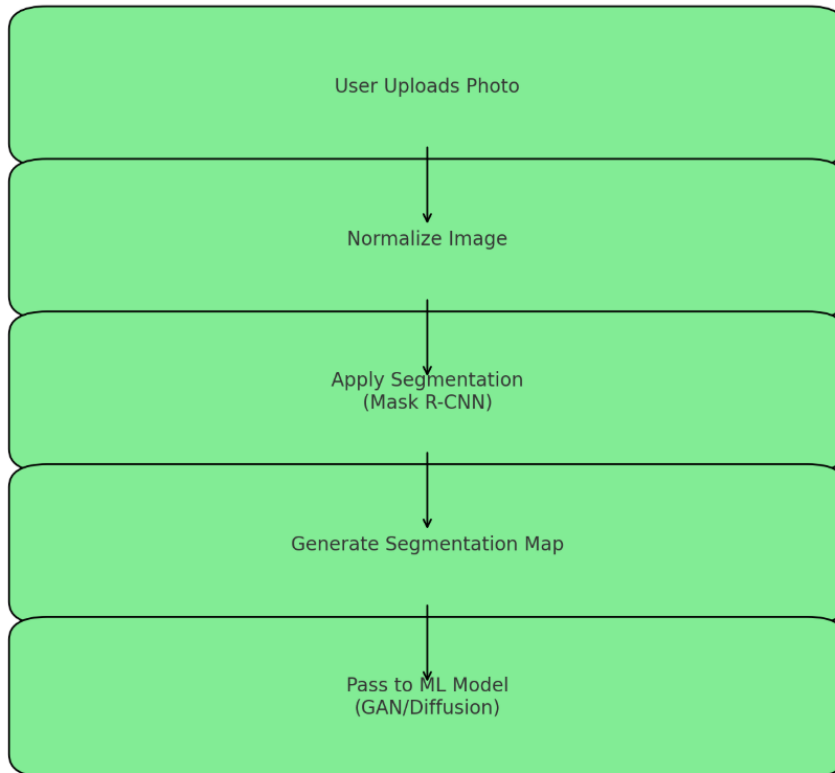 User Uploads Photo
Normalize Image
Apply Segmentation
(Mask R-CNN)
Generate Segmentation Map
Pass to ML Model
(GAN/Diffusion)